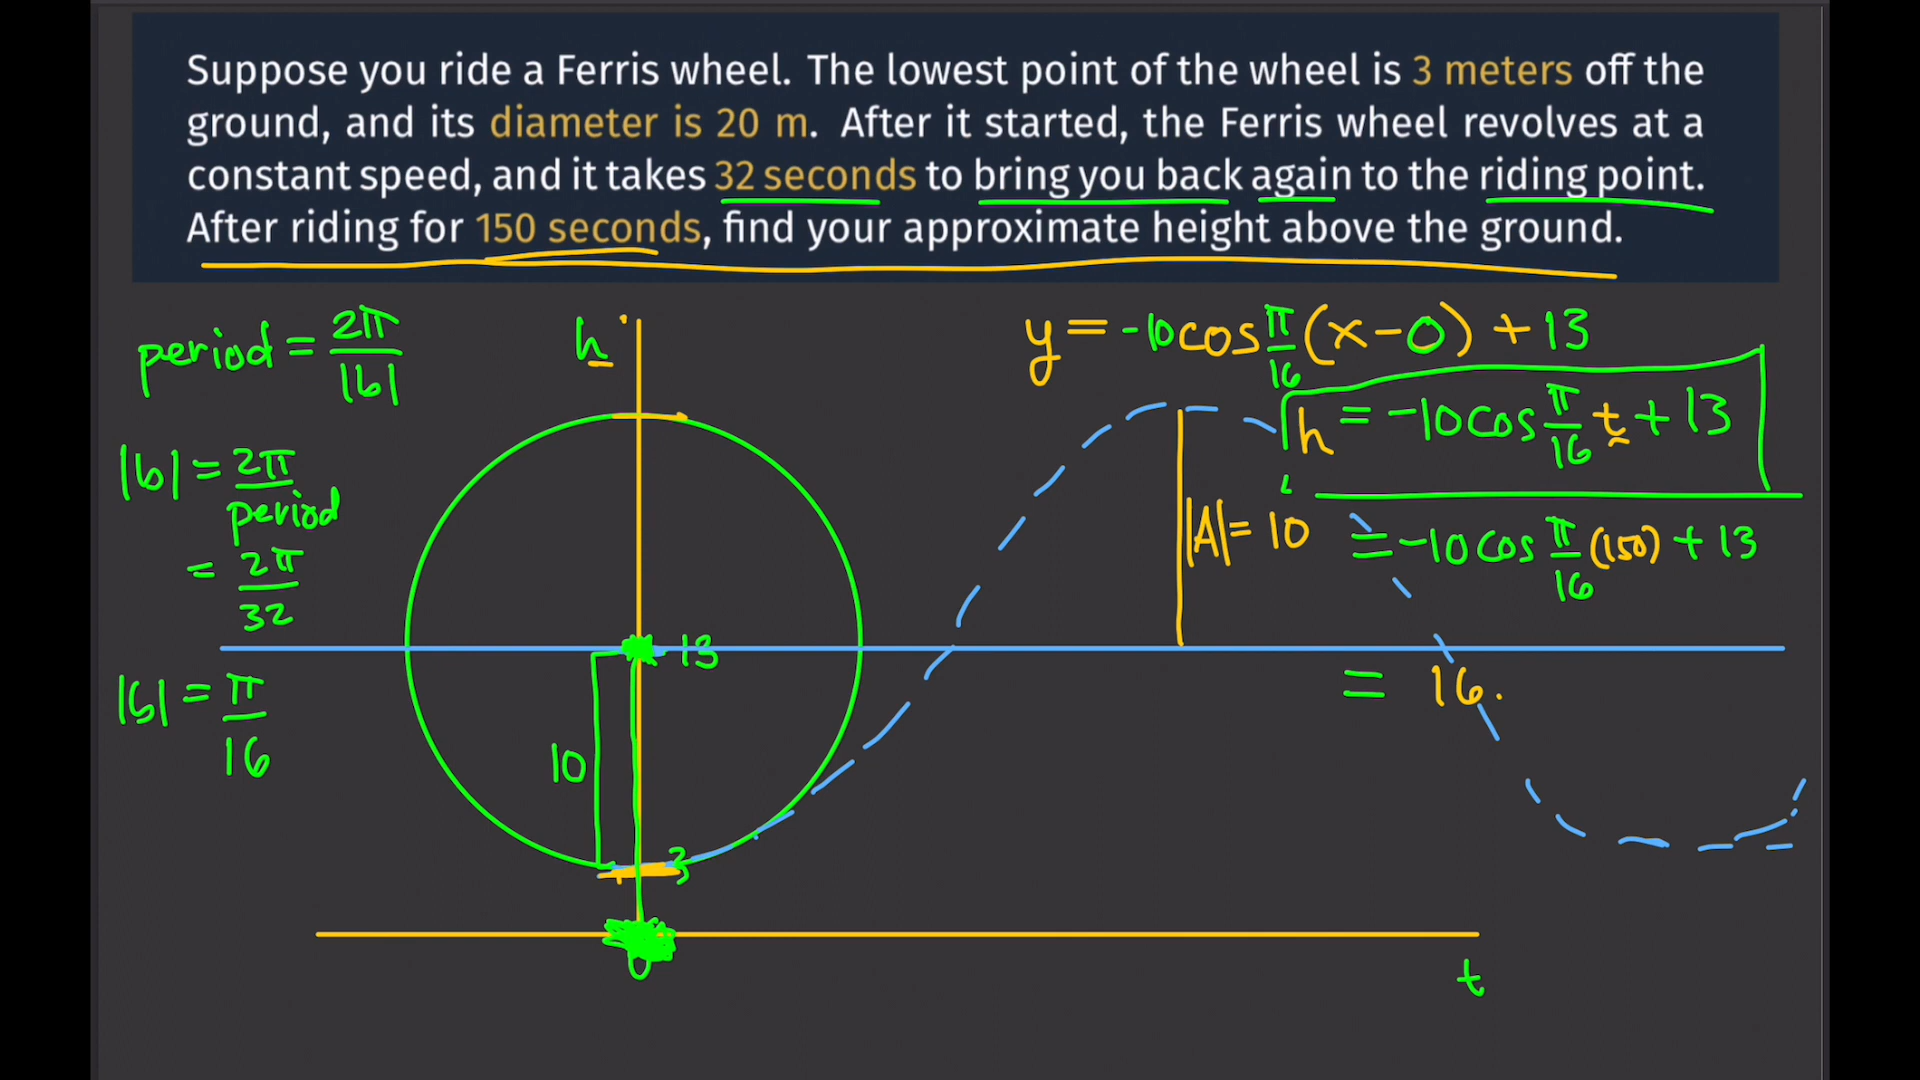 Suppose you ride a Ferris wheel. The lowest point of the wheel is 3 meters off the
ground, and its diameter is 20 m. After it started, the Ferris wheel revolves at a
constant speed, and it takes 32 seconds to bring you back again to the riding point.
After riding for 150 seconds, find your approximate height above the ground.
period = 2π/|b|
h
y = -10cos π/16 (x-0) + 13
h = -10cos π/16 t + 13
|b| = 2π/period
|A| = 10
= -10cos π/16 (150) + 13
= 2π/32
13
= 16.
|b| = π/16
10
3
0
t